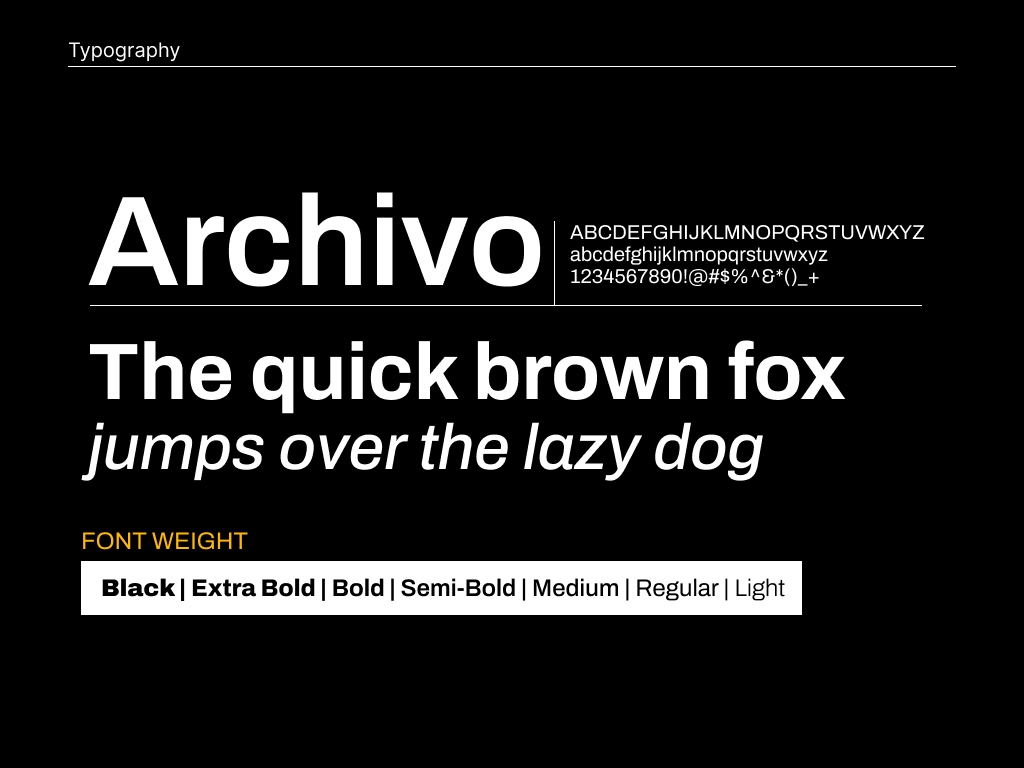 Typography
Archivo
ABCDEFGHIJKLMNOPQRSTUVWXYZ
abcdefghijklmnopqrstuvwxyz
1234567890!@#$%^&*()_+
The quick brown fox
jumps over the lazy dog
FONT WEIGHT
Black | Extra Bold | Bold | Semi-Bold | Medium | Regular | Light